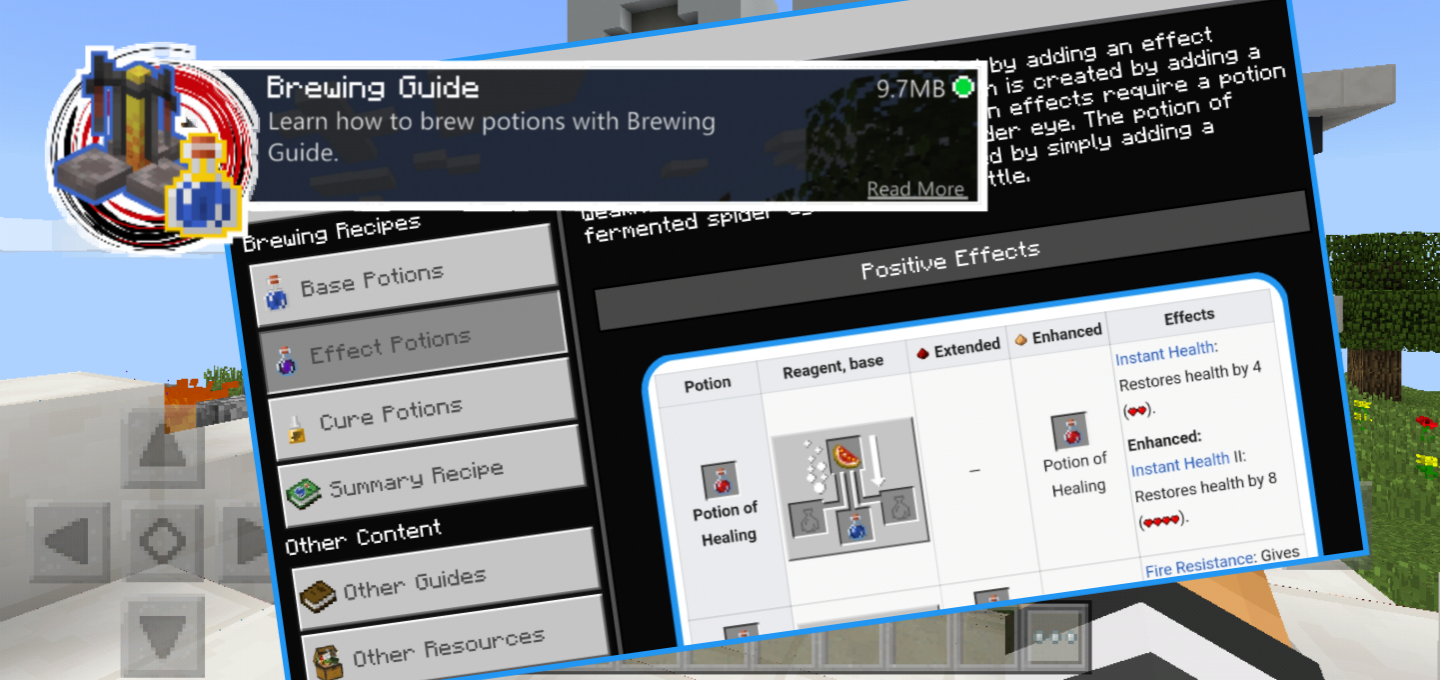 Brewing Guide
9.7MB
Learn how to brew potions with Brewing
Guide.
Read More
by adding an effect
is created by adding a
effects require a potion
eye. The potion of
by simply adding a
fermented spider
Brewing Recipes
Base Potions
Effect Potions
Cure Potions
Summary Recipe
Other Content
Other Guides
Other Resources
Positive Effects
Potion
Reagent, base
Extended
Enhanced
Effects
Potion of
Healing
–
Potion of
Healing
Instant Health:
Restores health by 4
().
Enhanced:
Instant Health II:
Restores health by 8
().
Fire Resistance: Gives